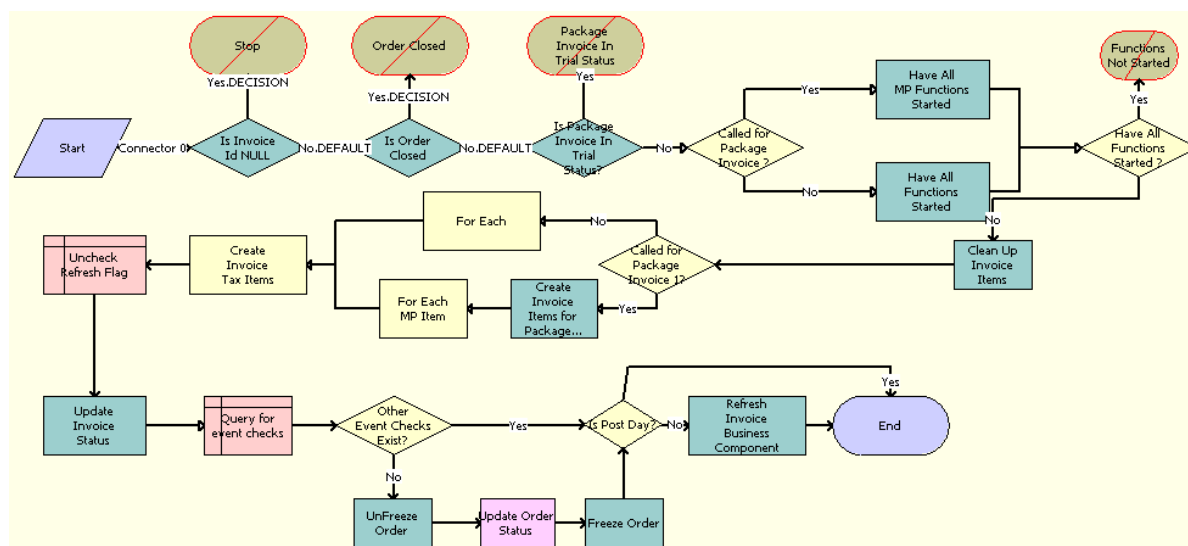 Stop
Order Closed
Package
Invoice In
Trial Status
Functions
Not Started
Yes.DECISION
Yes.DECISION
Yes
Yes
Have All
MP Functions
Started
Yes
Start
Connector 0
Is Invoice
Id NULL
No.DEFAULT
Is Order
Closed
No.DEFAULT
Is Package
Invoice In
Trial
Status?
No
Called for
Package
Invoice ?
Have All
Functions
Started ?
No
Have All
Functions
Started
No
For Each
No
Uncheck
Refresh Flag
Create
Invoice
Tax Items
Called for
Package
Invoice 1?
Clean Up
Invoice
Items
For Each
MP Item
Create
Invoice
Items for
Package...
Yes
Yes
Update
Invoice
Status
Query for
event checks
Other
Event Checks
Exist?
Yes
Is Post Day?
No
Refresh
Invoice
Business
Component
End
No
UnFreeze
Order
Update Order
Status
Freeze Order